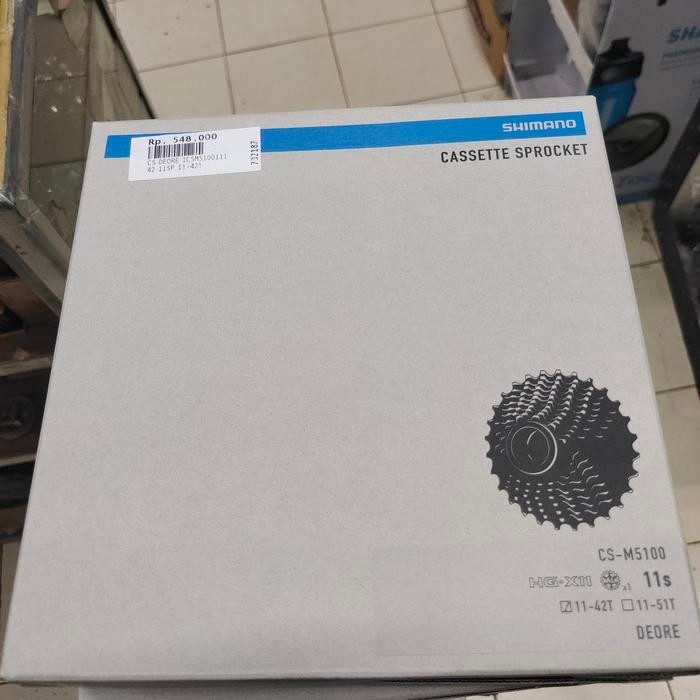 Rp. 548.000
CS DEORE ICSM5100111
42 11SP 11-42T
732187
SHIMANO
CASSETTE SPROCKET
CS-M5100
HG-X11 x1 11s
11-42T 11-51T
DEORE